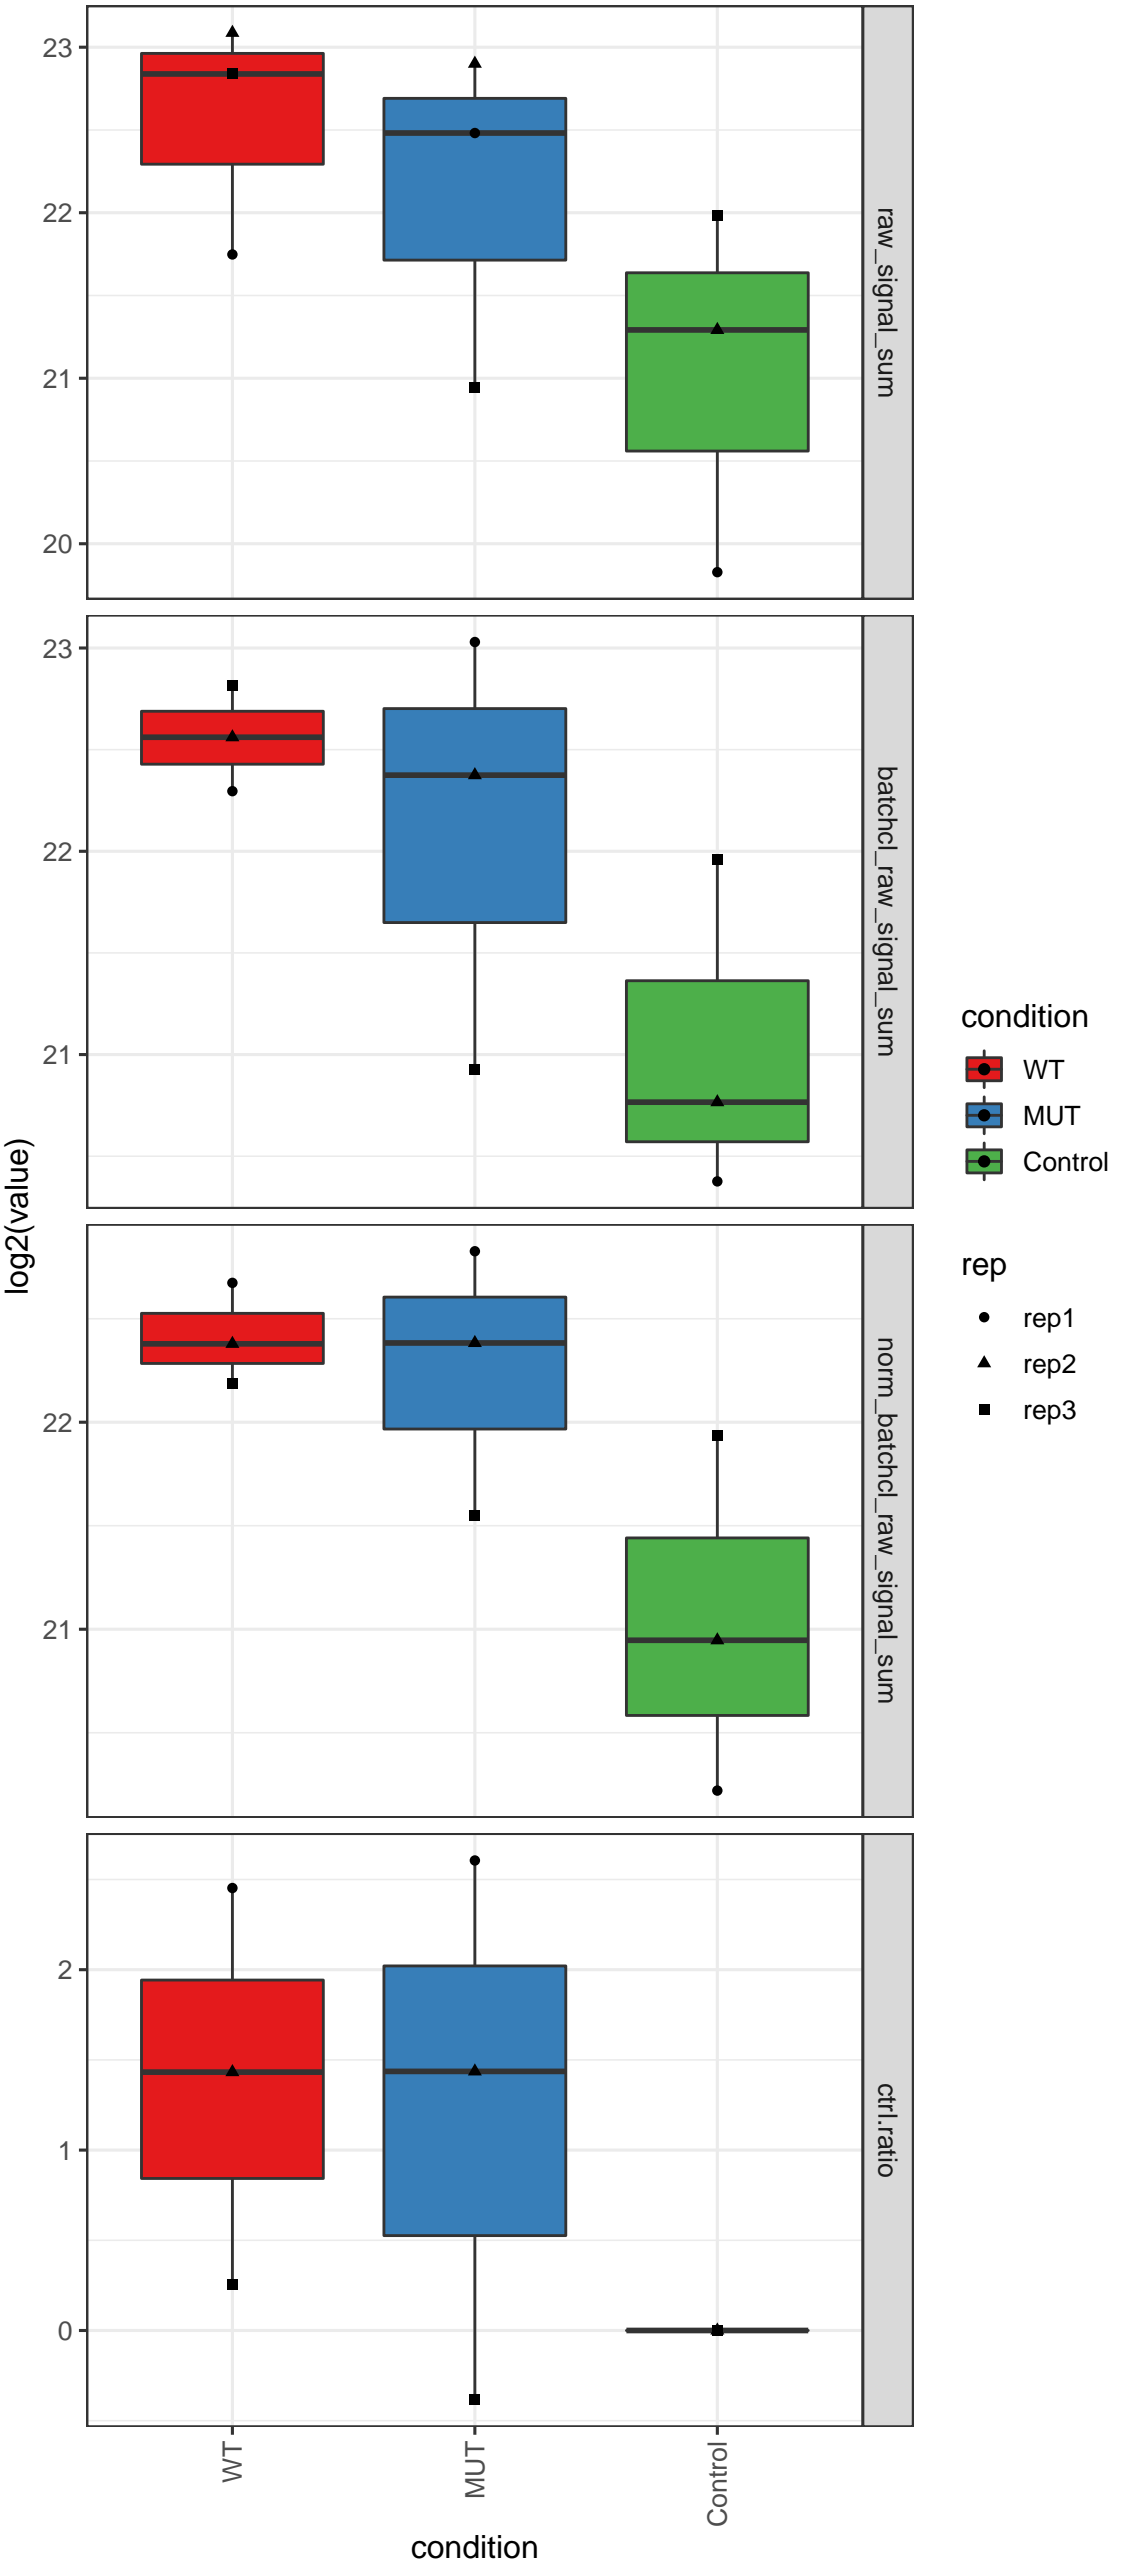 23
22
21
20
raw_signal_sum
23
22
21
batchcl_raw_signal_sum
22
21
norm_batchcl_raw_signal_sum
2
1
0
ctrl.ratio
log2(value)
WT
MUT
Control
condition
condition
WT
MUT
Control
rep
rep1
rep2
rep3